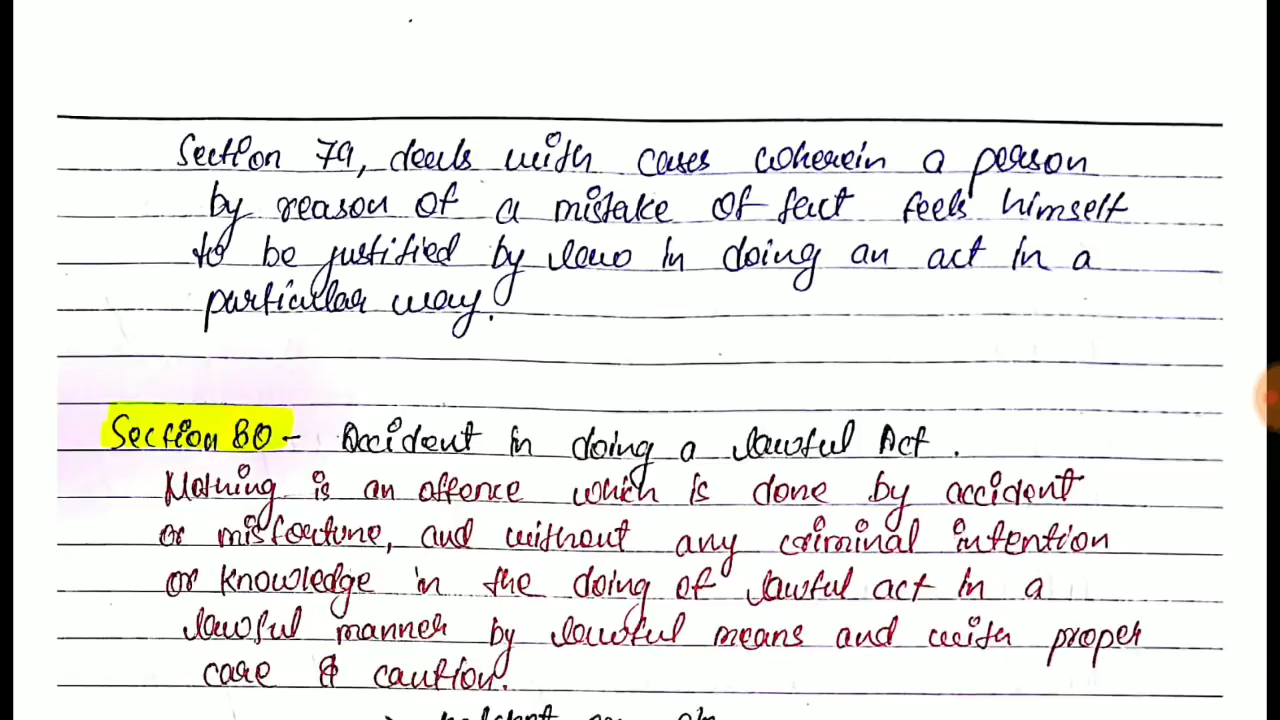 Section 79, deals with cases wherein a person
by reason of a mistake of fact feels himself
to be justified by law in doing an act in a
particular way.
Section 80 - Accident in doing a lawful Act.
Nothing is an offence which is done by accident
or misfortune, and without any criminal intention
or knowledge in the doing of lawful act in a
lawful manner by lawful means and with proper
care & caution.